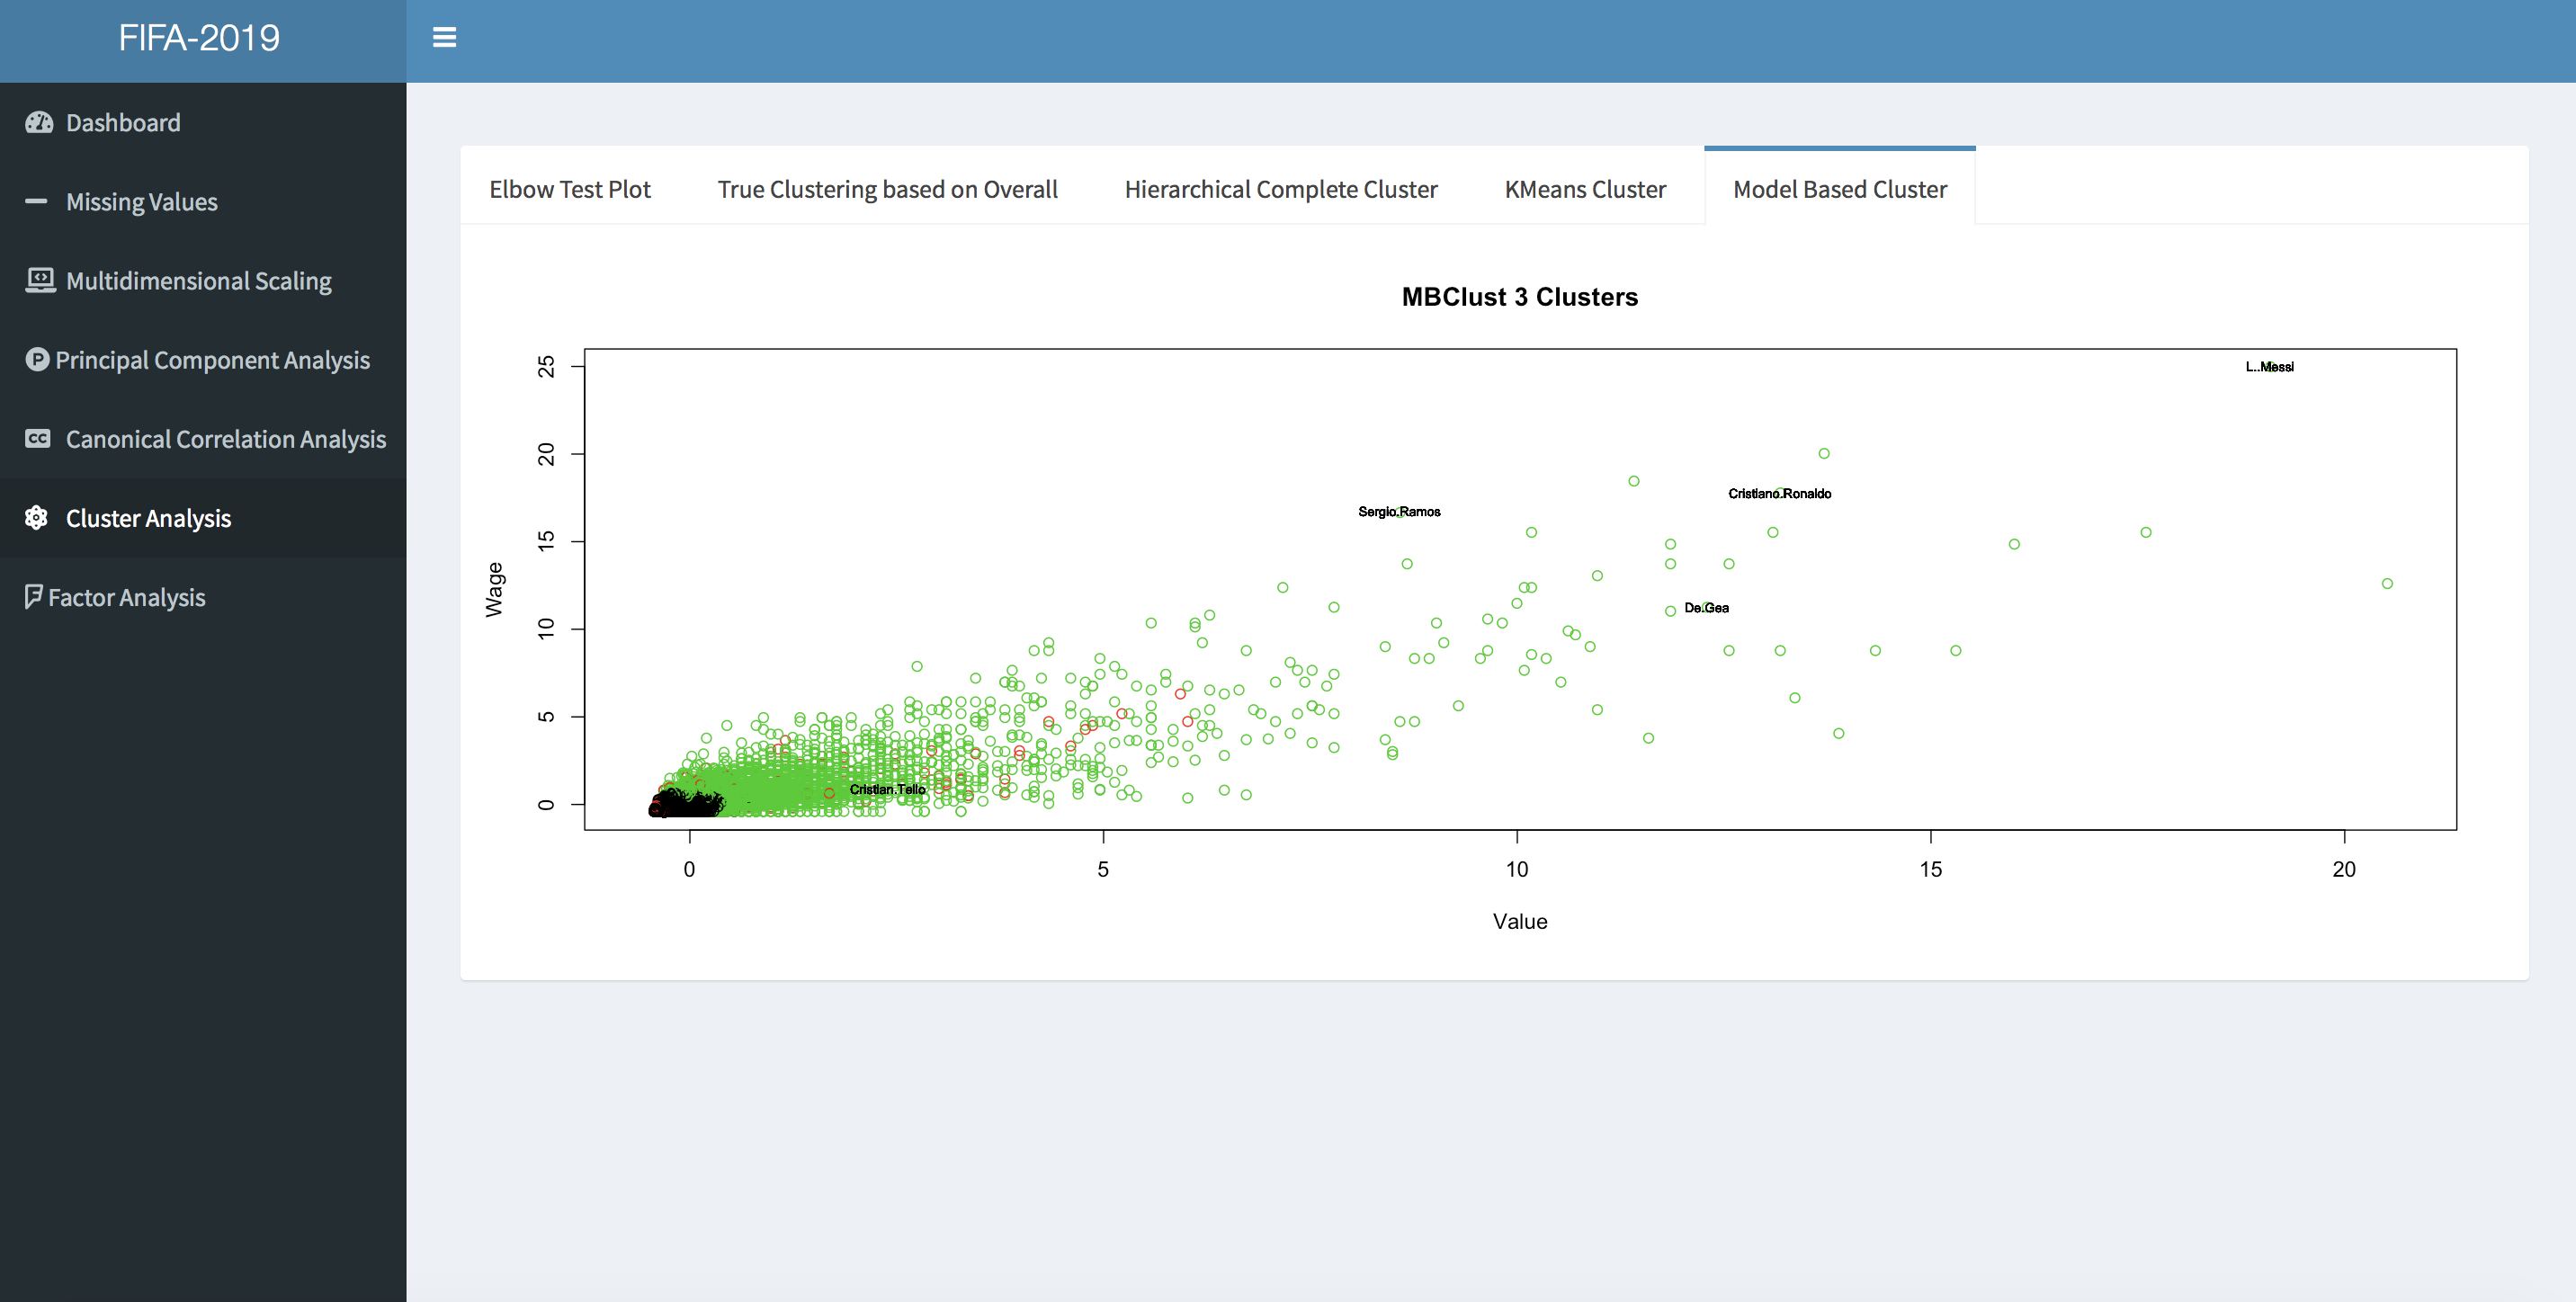 FIFA-2019
Dashboard
Missing Values
Multidimensional Scaling
Principal Component Analysis
Canonical Correlation Analysis
Cluster Analysis
Factor Analysis
Elbow Test Plot True Clustering based on Overall Hierarchical Complete Cluster KMeans Cluster Model Based Cluster
MBClust 3 Clusters
25
20
15
10
5
0
Wage
L..Messi
Cristiano.Ronaldo
Sergio.Ramos
De.Gea
Cristian.Tello
0 5 10 15 20
Value